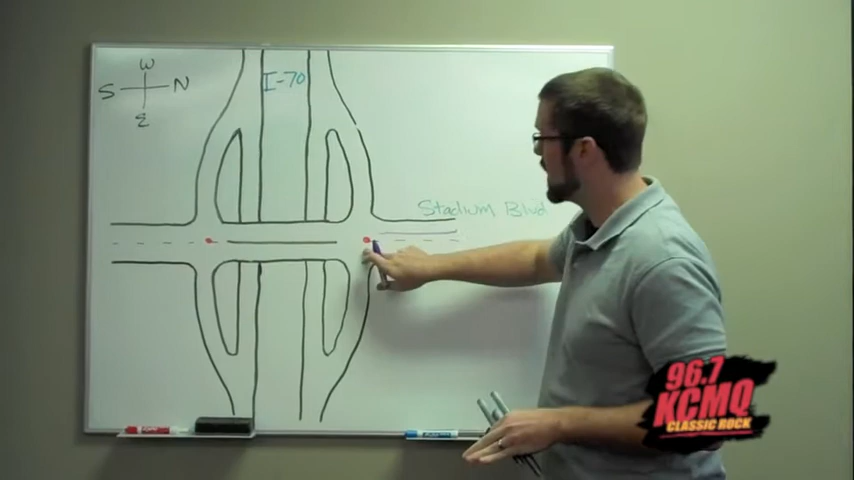 W
S N
E
I-70
Stadium Blvd
96.7
KCMQ
CLASSIC ROCK